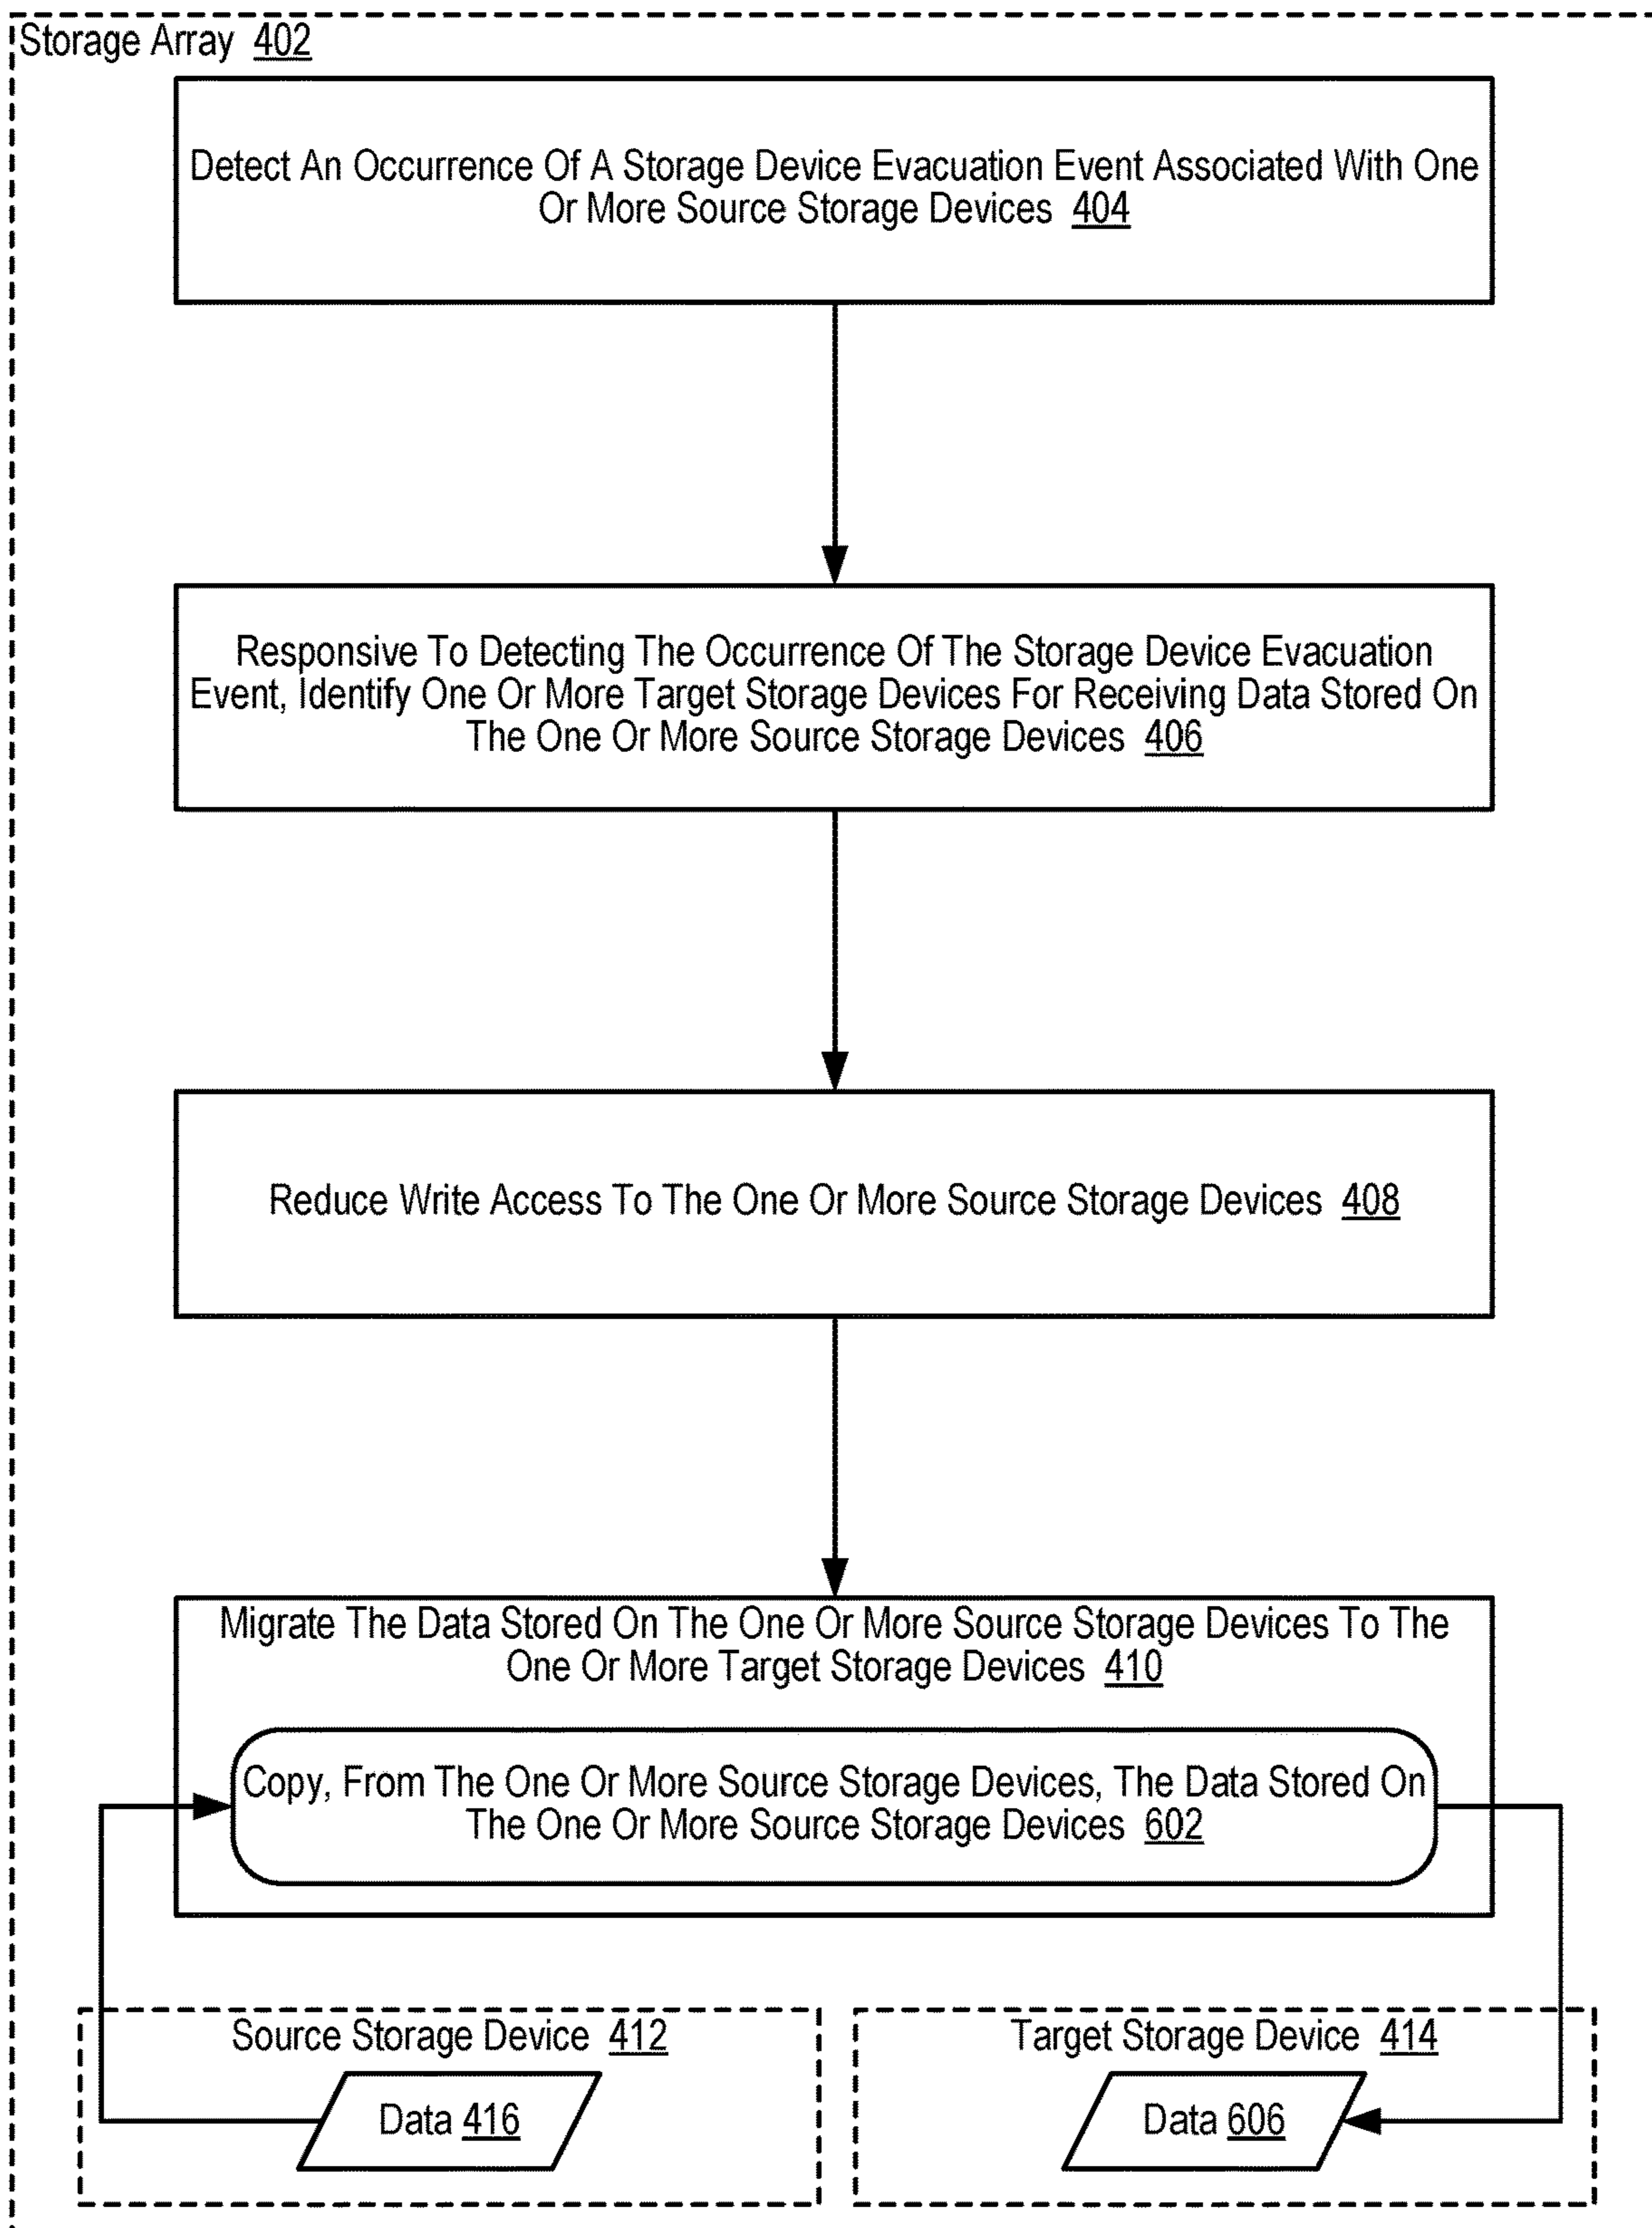 Storage Array 402
Detect An Occurrence Of A Storage Device Evacuation Event Associated With One
Or More Source Storage Devices 404
Responsive To Detecting The Occurrence Of The Storage Device Evacuation
Event, Identify One Or More Target Storage Devices For Receiving Data Stored On
The One Or More Source Storage Devices 406
Reduce Write Access To The One Or More Source Storage Devices 408
Migrate The Data Stored On The One Or More Source Storage Devices To The
One Or More Target Storage Devices 410
Copy, From The One Or More Source Storage Devices, The Data Stored On
The One Or More Source Storage Devices 602
Source Storage Device 412
Data 416
Target Storage Device 414
Data 606